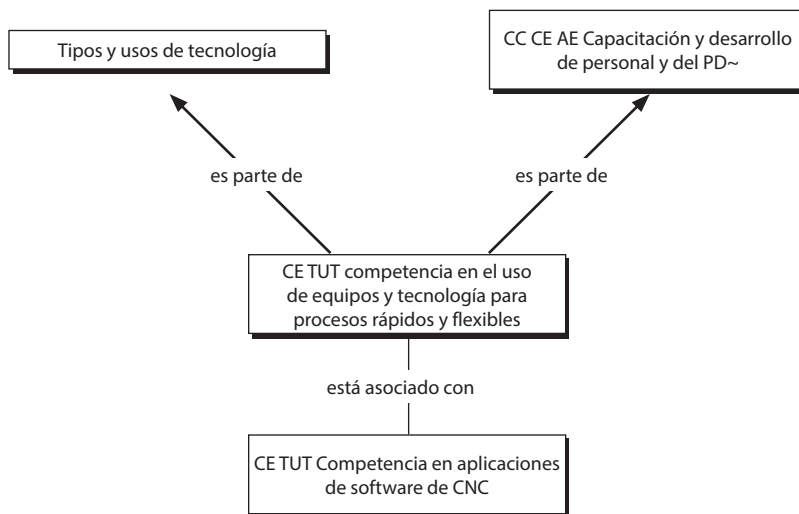 Tipos y usos de tecnología
CC CE AE Capacitación y desarrollo
de personal y del PD~
es parte de
es parte de
CE TUT competencia en el uso
de equipos y tecnología para
procesos rápidos y flexibles
está asociado con
CE TUT Competencia en aplicaciones
de software de CNC